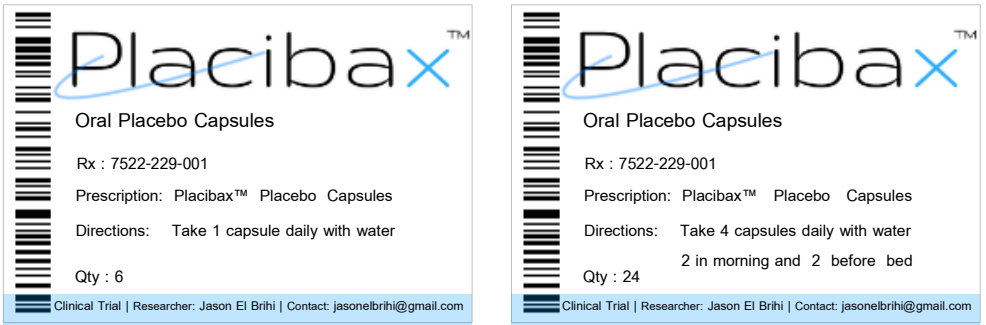 Placibax™
Oral Placebo Capsules
Rx : 7522-229-001
Prescription: Placibax™ Placebo Capsules
Directions: Take 1 capsule daily with water
Qty : 6
Clinical Trial | Researcher: Jason El Brihi | Contact: jasonelbrihi@gmail.com
Placibax™
Oral Placebo Capsules
Rx : 7522-229-001
Prescription: Placibax™ Placebo Capsules
Directions: Take 4 capsules daily with water
2 in morning and 2 before bed
Qty : 24
Clinical Trial | Researcher: Jason El Brihi | Contact: jasonelbrihi@gmail.com